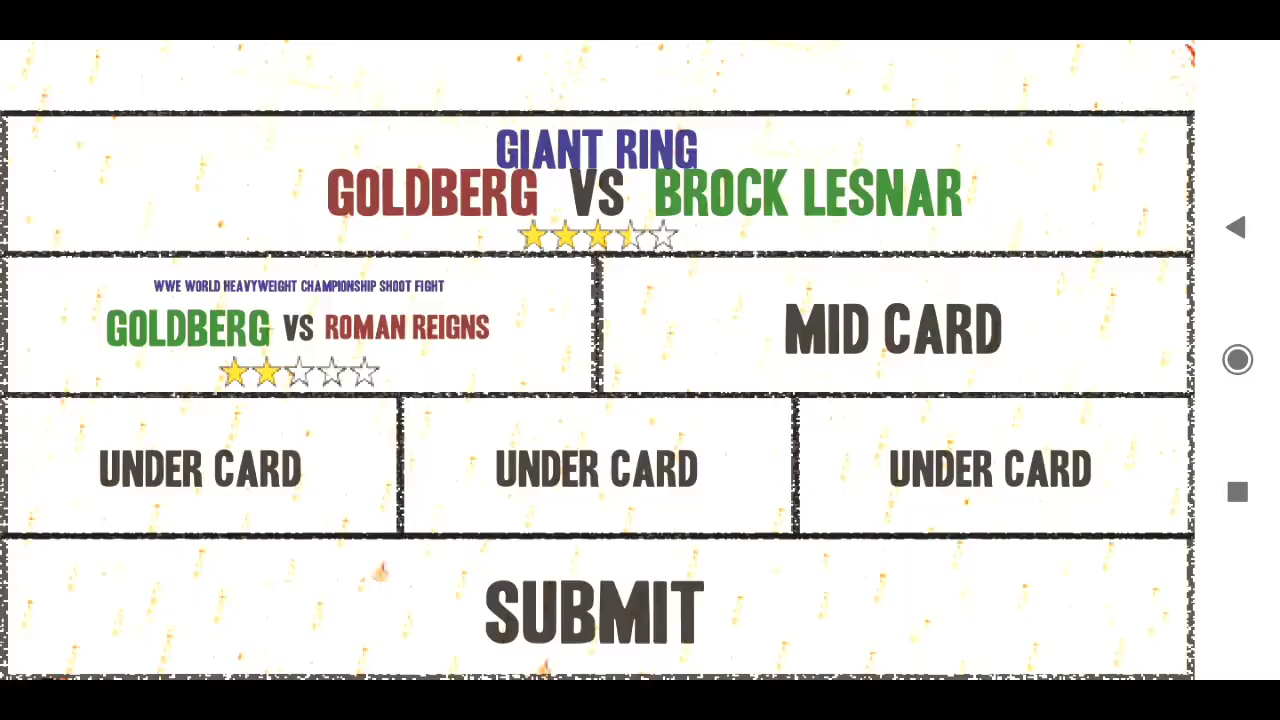 GIANT RING
GOLDBERG VS BROCK LESNAR
WWE WORLD HEAVYWEIGHT CHAMPIONSHIP SHOOT FIGHT
GOLDBERG VS ROMAN REIGNS
MID CARD
UNDER CARD
UNDER CARD
UNDER CARD
SUBMIT